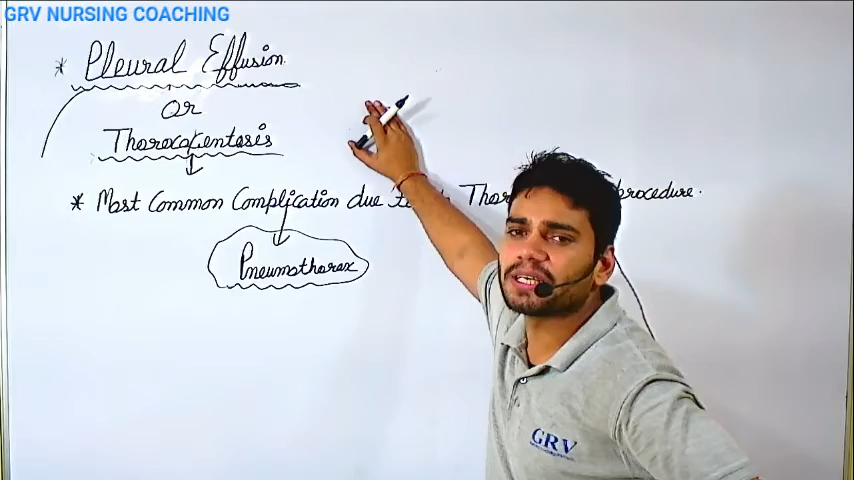 GRV NURSING COACHING
* Pleural Effusion
Or
Thoracocentesis
* Most Common Complication due procedure.
Pneumothorax
GRV